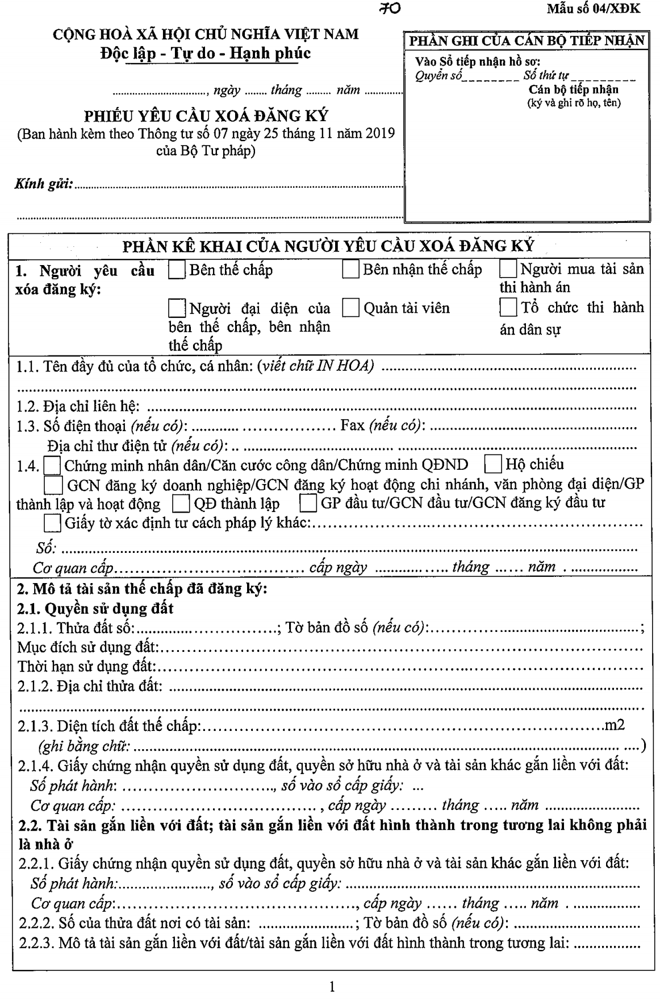 70
Mẫu số 04/XĐK
CỘNG HOÀ XÃ HỘI CHỦ NGHĨA VIỆT NAM
Độc lập - Tự do - Hạnh phúc
..............................., ngày ........ tháng ......... năm ..............
PHIẾU YÊU CẦU XOÁ ĐĂNG KÝ
(Ban hành kèm theo Thông tư số 07 ngày 25 tháng 11 năm 2019
của Bộ Tư pháp)
Kính gửi:..............................................................
..............................................................
PHẦN GHI CỦA CÁN BỘ TIẾP NHẬN
Vào Sổ tiếp nhận hồ sơ:
Quyển số_________ Số thứ tự __________
Cán bộ tiếp nhận
(ký và ghi rõ họ, tên)
PHẦN KÊ KHAI CỦA NGƯỜI YÊU CẦU XOÁ ĐĂNG KÝ
1. Người yêu cầu
xóa đăng ký:
☐ Bên thế chấp ☐ Bên nhận thế chấp ☐ Người mua tài sản
thi hành án
☐ Người đại diện của
bên thế chấp, bên nhận
thế chấp
☐ Quản tài viên ☐ Tổ chức thi hành
án dân sự
1.1. Tên đầy đủ của tổ chức, cá nhân: (viết chữ IN HOA) ..............................
..............................................................
1.2. Địa chỉ liên hệ: ..............................................................
1.3. Số điện thoại (nếu có): .............................. Fax (nếu có): ..............................
Địa chỉ thư điện tử (nếu có): .. ..............................................................
1.4. ☐ Chứng minh nhân dân/Căn cước công dân/Chứng minh QĐND ☐ Hộ chiếu
☐ GCN đăng ký doanh nghiệp/GCN đăng ký hoạt động chi nhánh, văn phòng đại diện/GP
thành lập và hoạt động ☐ QĐ thành lập ☐ GP đầu tư/GCN đầu tư/GCN đăng ký đầu tư
☐ Giấy tờ xác định tư cách pháp lý khác:..............................
Số: ..............................................................
Cơ quan cấp.............................. cấp ngày .................. tháng ...... năm . ..................
2. Mô tả tài sản thế chấp đã đăng ký:
2.1. Quyền sử dụng đất
2.1.1. Thửa đất số:..............................; Tờ bản đồ số (nếu có):..............................;
Mục đích sử dụng đất:..............................................................
Thời hạn sử dụng đất:..............................................................
2.1.2. Địa chỉ thửa đất: ..............................................................
..............................................................
2.1.3. Diện tích đất thế chấp:..............................................................m2
(ghi bằng chữ: .............................................................. ....)
2.1.4. Giấy chứng nhận quyền sử dụng đất, quyền sở hữu nhà ở và tài sản khác gắn liền với đất:
Số phát hành: .............................., số vào sổ cấp giấy: ...
Cơ quan cấp: .............................. , cấp ngày ......... tháng ..... năm ..................
2.2. Tài sản gắn liền với đất; tài sản gắn liền với đất hình thành trong tương lai không phải
là nhà ở
2.2.1. Giấy chứng nhận quyền sử dụng đất, quyền sở hữu nhà ở và tài sản khác gắn liền với đất:
Số phát hành:......................, số vào sổ cấp giấy: ..............................
Cơ quan cấp:.............................., cấp ngày ...... tháng ..... năm . ..................
2.2.2. Số của thửa đất nơi có tài sản: ......................; Tờ bản đồ số (nếu có): ..............................
2.2.3. Mô tả tài sản gắn liền với đất/tài sản gắn liền với đất hình thành trong tương lai: ................
1